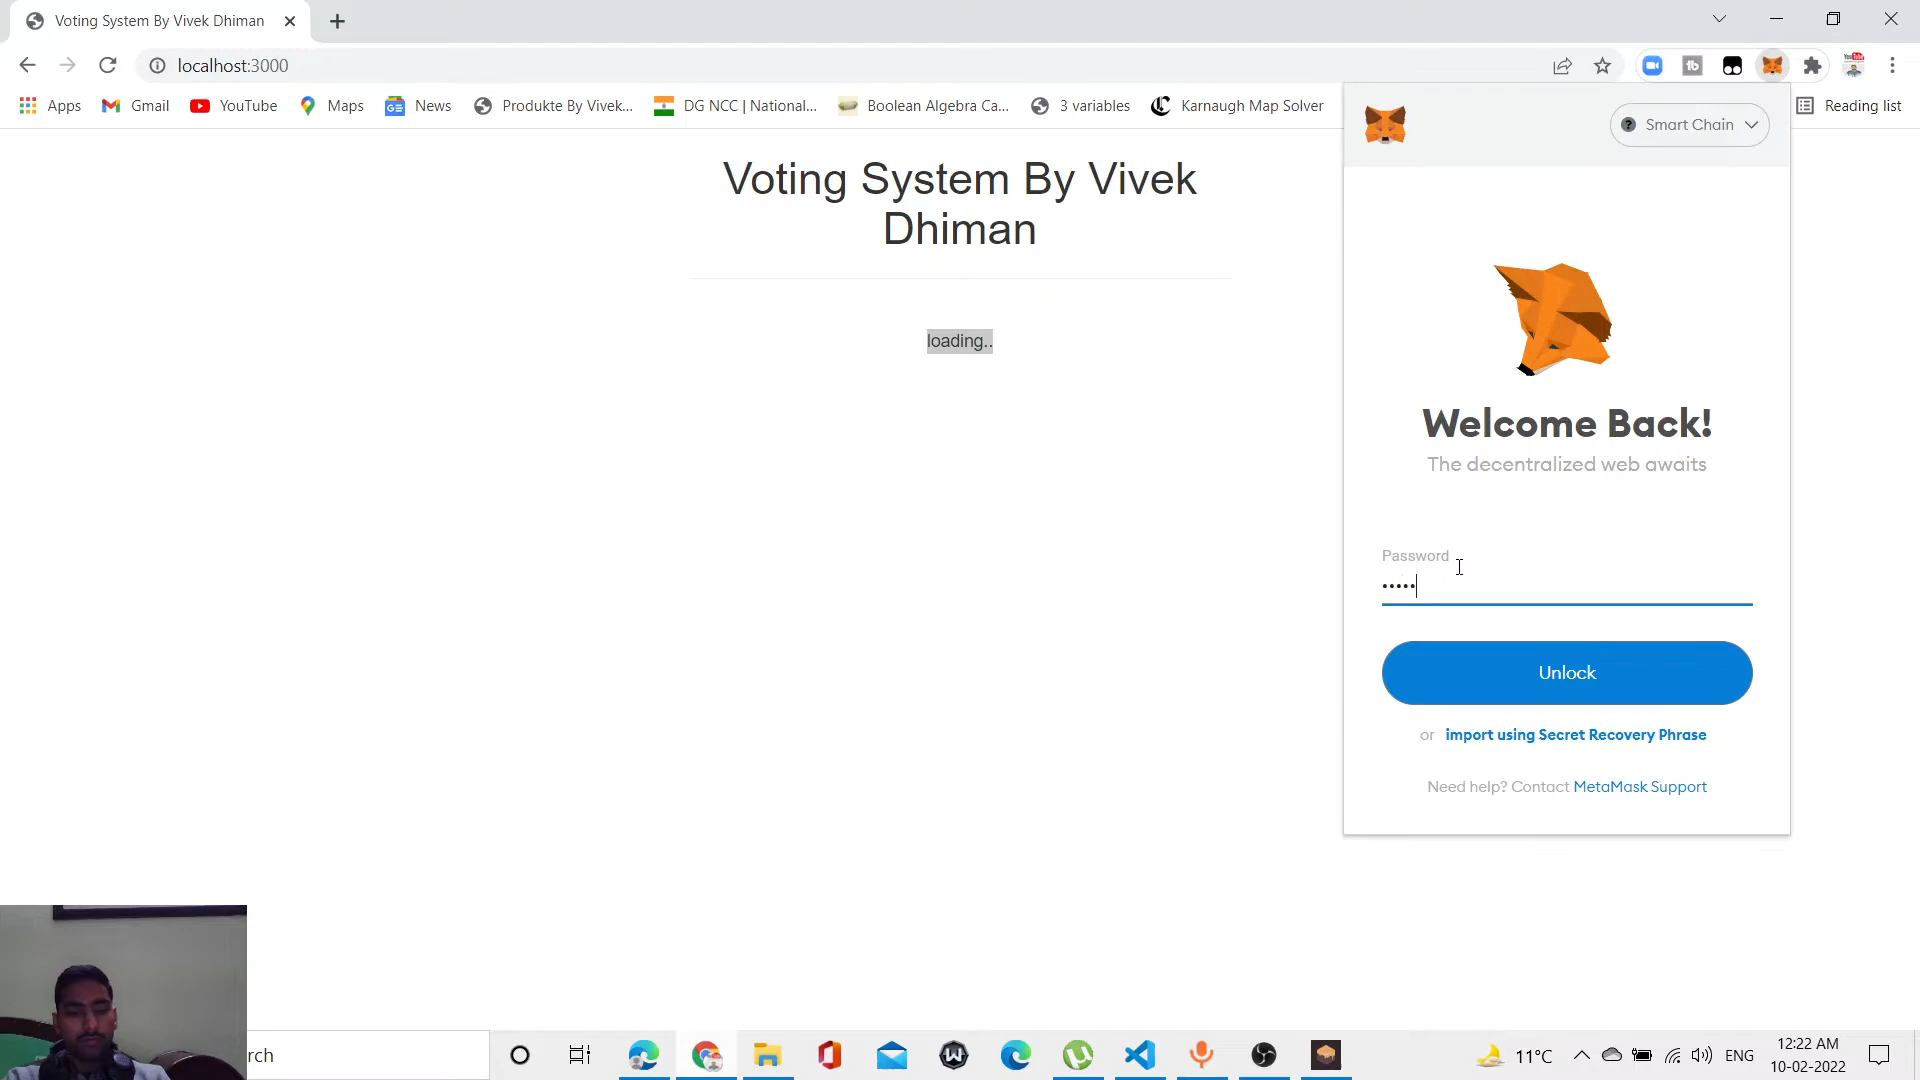 Voting System By Vivek Dhiman
localhost:3000
Apps Gmail YouTube Maps News Produkte By Vivek... DG NCC | National... Boolean Algebra Ca... 3 variables Karnaugh Map Solver Reading list
Smart Chain
Voting System By Vivek
Dhiman
loading..
Welcome Back!
The decentralized web awaits
Password
•••••
Unlock
or import using Secret Recovery Phrase
Need help? Contact MetaMask Support
rch
11°C
ENG
12:22 AM
10-02-2022